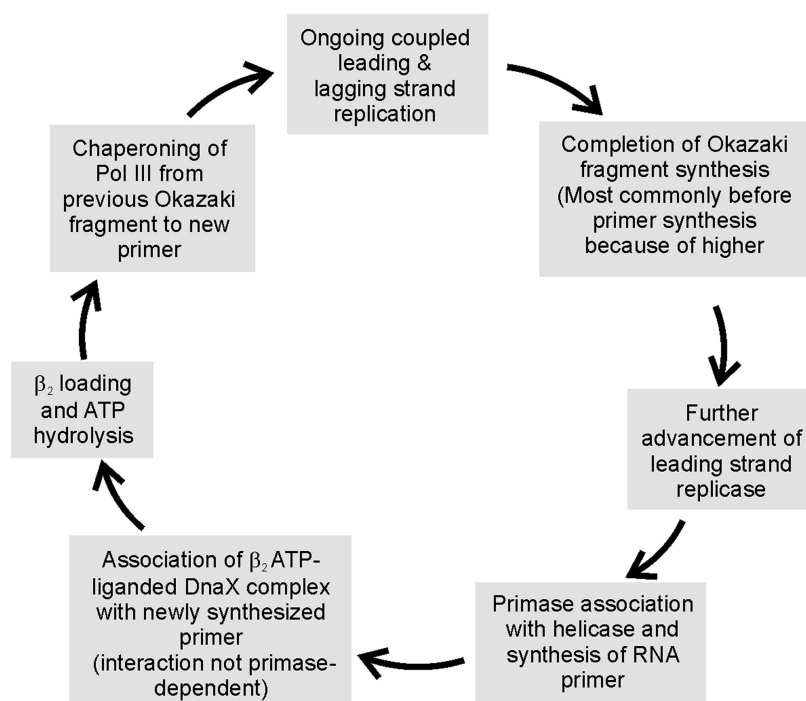 Ongoing coupled
leading &
lagging strand
replication
Completion of Okazaki
fragment synthesis
(Most commonly before
primer synthesis
because of higher
Further
advancement of
leading strand
replicase
Primase association
with helicase and
synthesis of RNA
primer
Association of β₂ ATP-
liganded DnaX complex
with newly synthesized
primer
(interaction not primase-
dependent)
β₂ loading
and ATP
hydrolysis
Chaperoning of
Pol III from
previous Okazaki
fragment to new
primer